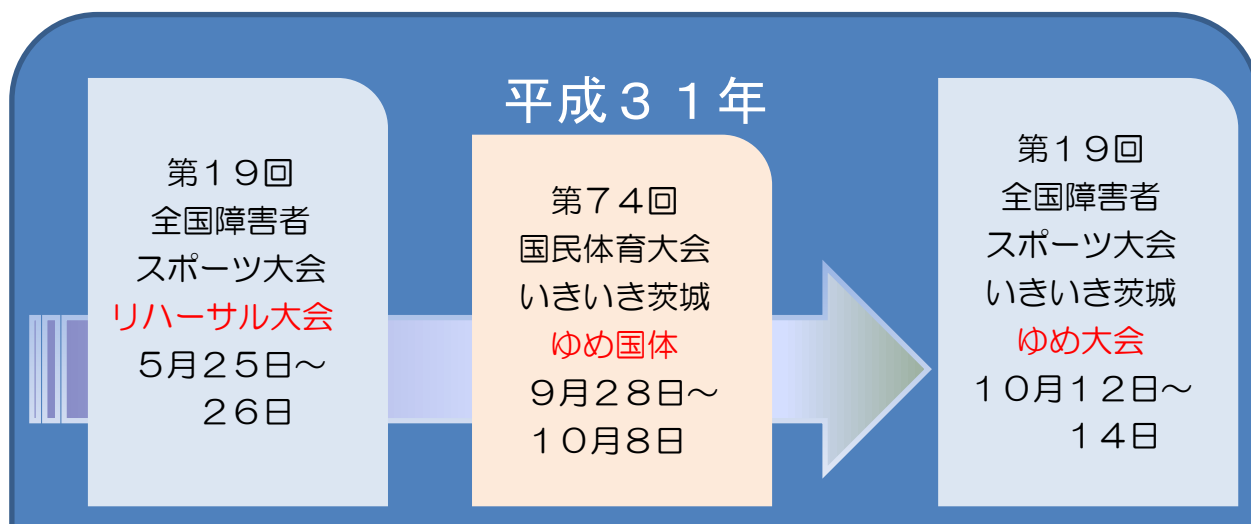 平成３１年
第１９回
全国障害者
スポーツ大会
リハーサル大会
５月２５日～
２６日
第７４回
国民体育大会
いきいき茨城
ゆめ国体
９月２８日～
１０月８日
第１９回
全国障害者
スポーツ大会
いきいき茨城
ゆめ大会
１０月１２日～
１４日